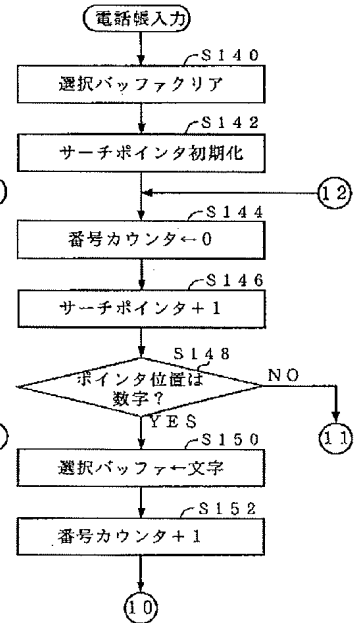 電話帳入力
S140
選択バッファクリア
S142
サーチポインタ初期化
12
S144
番号カウンタ←0
S146
サーチポインタ+1
S148
ポインタ位置は
数字?
NO
YES
11
S150
選択バッファ←文字
S152
番号カウンタ+1
10